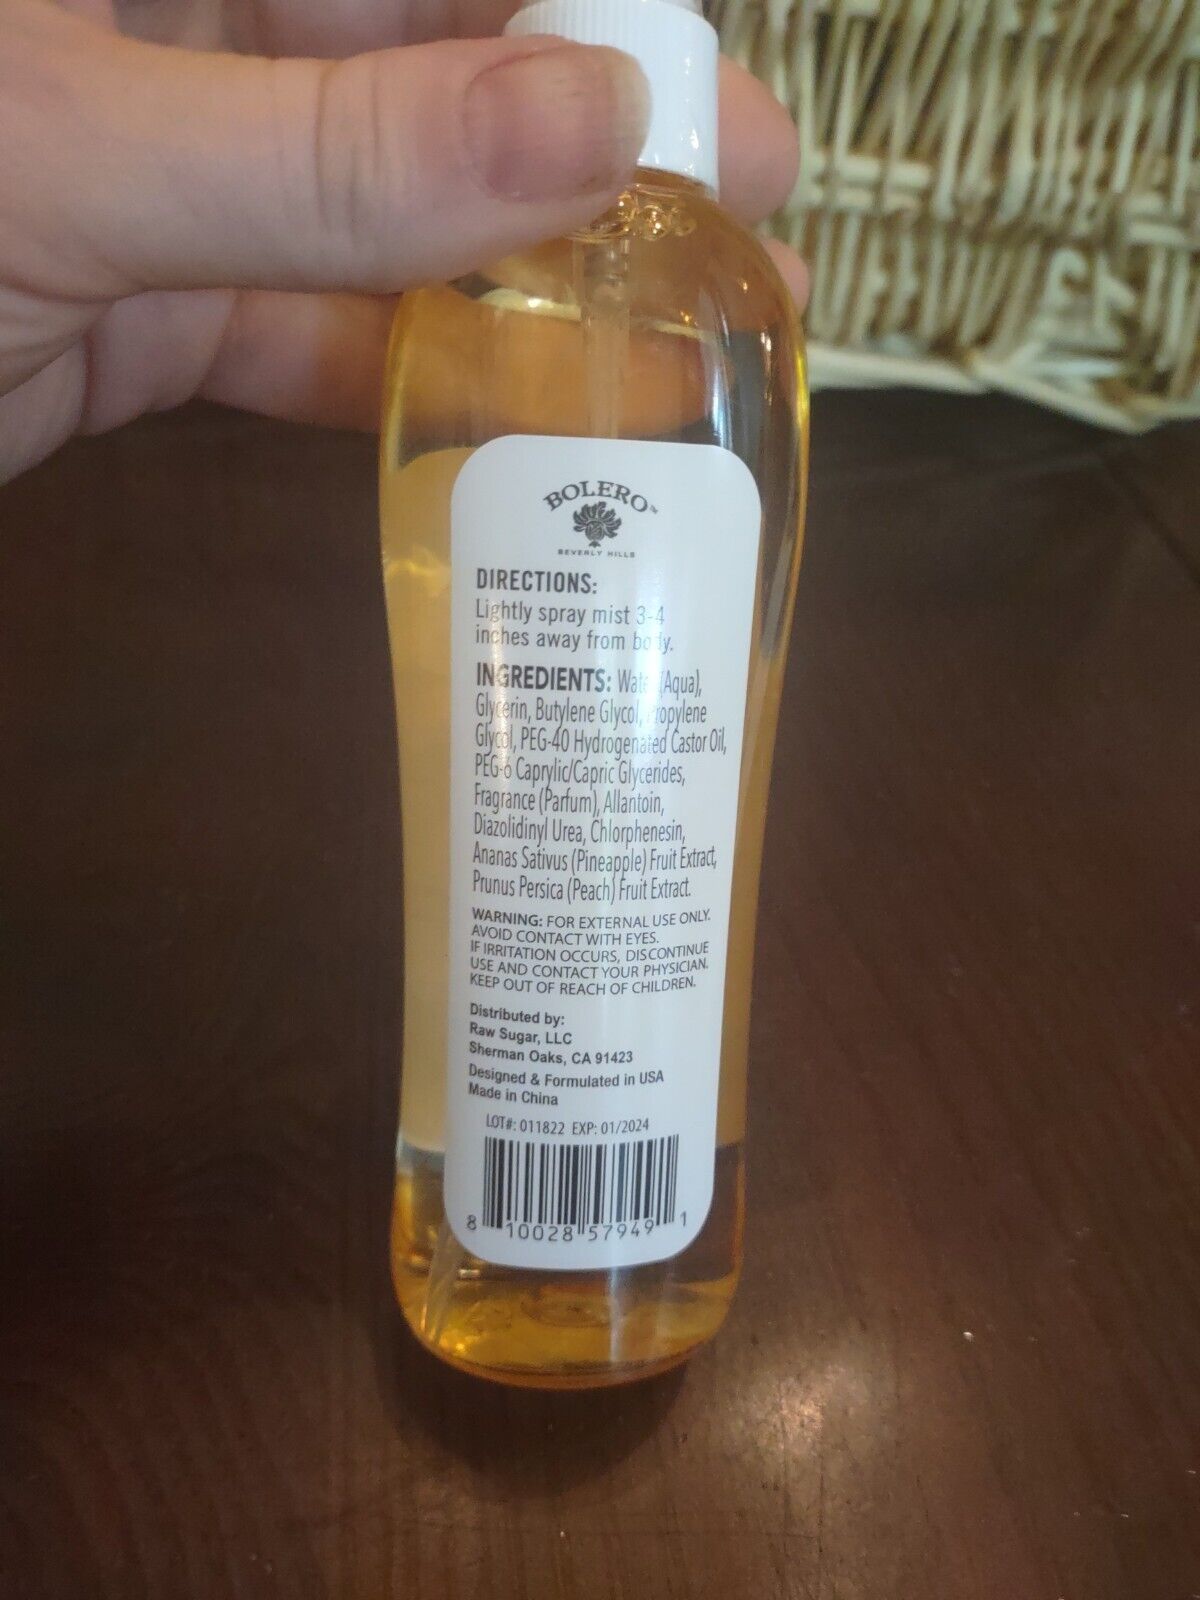 BOLERO™
BEVERLY HILLS
DIRECTIONS:
Lightly spray mist 3-4
inches away from body.
INGREDIENTS: Water (Aqua),
Glycerin, Butylene Glycol, Propylene
Glycol, PEG-40 Hydrogenated Castor Oil,
PEG-6 Caprylic/Capric Glycerides,
Fragrance (Parfum), Allantoin,
Diazolidinyl Urea, Chlorphenesin,
Ananas Sativus (Pineapple) Fruit Extract,
Prunus Persica (Peach) Fruit Extract.
WARNING: FOR EXTERNAL USE ONLY.
AVOID CONTACT WITH EYES.
IF IRRITATION OCCURS, DISCONTINUE
USE AND CONTACT YOUR PHYSICIAN.
KEEP OUT OF REACH OF CHILDREN.
Distributed by:
Raw Sugar, LLC
Sherman Oaks, CA 91423
Designed & Formulated in USA
Made in China
LOT#: 011822 EXP: 01/2024
8 10028 57949 1